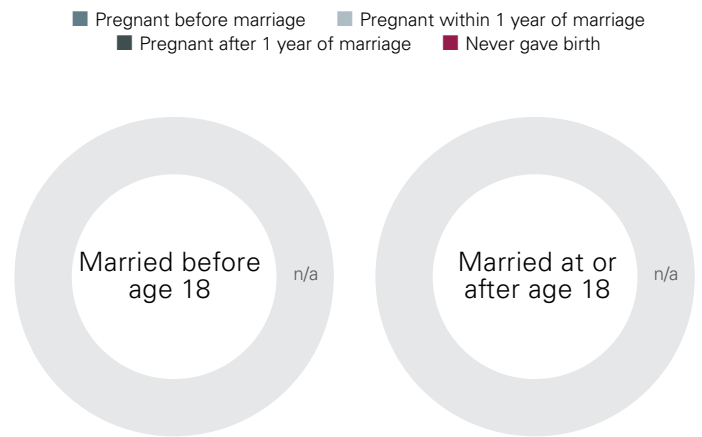 Pregnant before marriage
Pregnant within 1 year of marriage
Pregnant after 1 year of marriage
Never gave birth
Married before
age 18
n/a
Married at or
after age 18
n/a